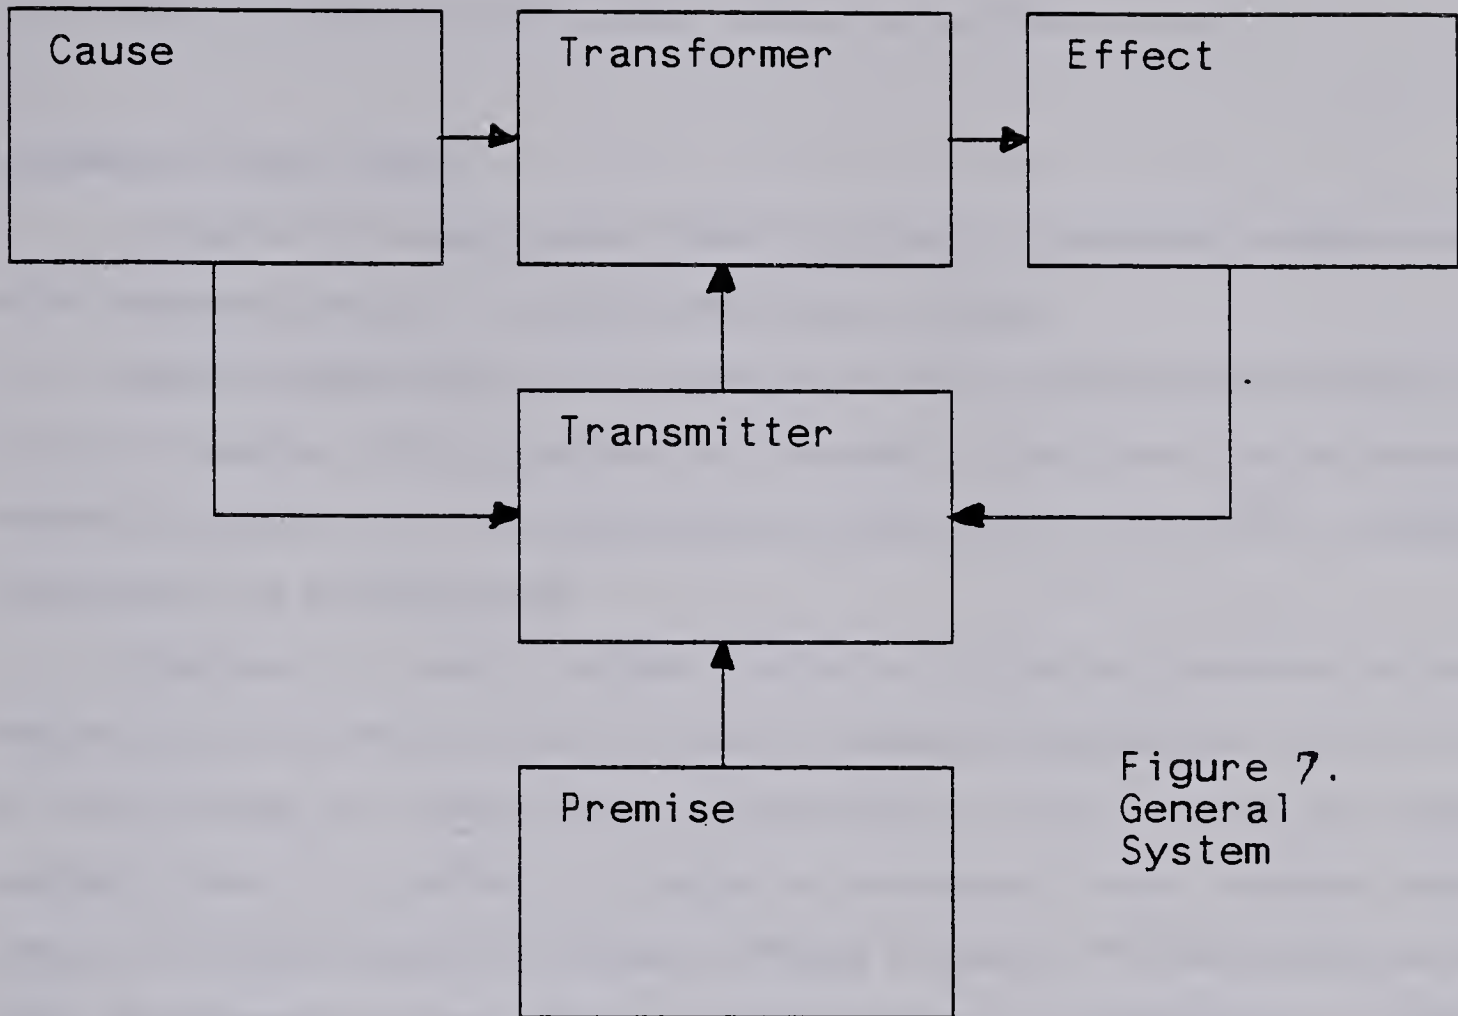 Cause
Transformer
Effect
Transmitter
Premise
Figure 7.
General
System